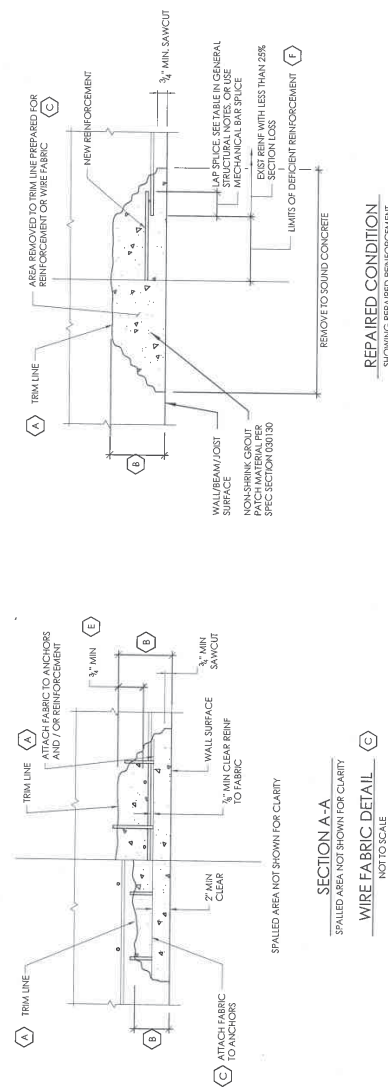 TRIM LINE
A
AREA REMOVED TO TRIM LINE PREPARED FOR
REINFORCEMENT OR WIRE FABRIC
C
NEW REINFORCEMENT
B
3/4" MIN. SAWCUT
WALL/BEAM/JOIST
SURFACE
NON-SHRINK GROUT
PATCH MATERIAL PER
SPEC SECTION 030130
LAP SPLICE, SEE TABLE IN GENERAL
STRUCTURAL NOTES, OR USE
MECHANICAL BAR SPLICE
EXIST REINF WITH LESS THAN 25%
SECTION LOSS
LIMITS OF DEFICIENT REINFORCEMENT
F
REMOVE TO SOUND CONCRETE
REPAIRED CONDITION
SHOWING REPAIRED REINFORCEMENT
A
TRIM LINE
TRIM LINE
A
ATTACH FABRIC TO ANCHORS
AND / OR REINFORCEMENT
3/4" MIN
E
B
B
3/4" MIN
SAWCUT
2" MIN
CLEAR
WALL SURFACE
7/8" MIN CLEAR REINF
TO FABRIC
C
ATTACH FABRIC
TO ANCHORS
SPALLED AREA NOT SHOWN FOR CLARITY
SECTION A-A
SPALLED AREA NOT SHOWN FOR CLARITY
WIRE FABRIC DETAIL
C
NOT TO SCALE